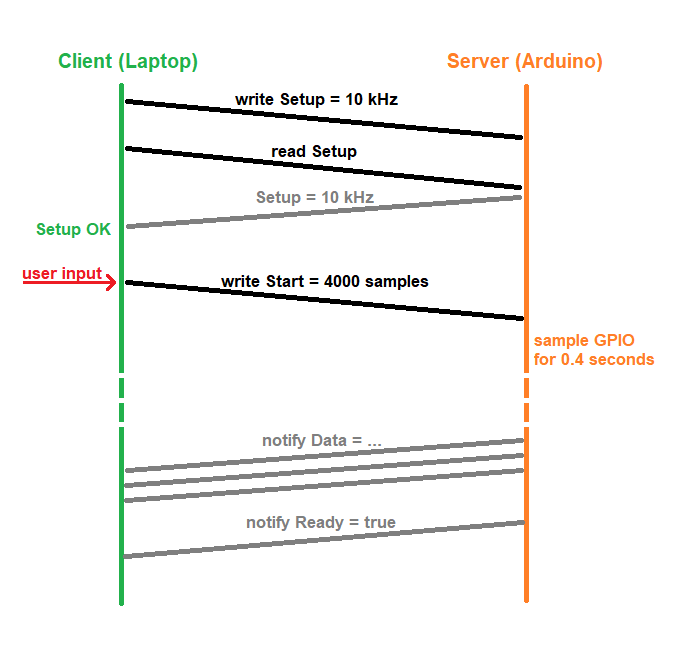 Client (Laptop)
Server (Arduino)
write Setup = 10 kHz
read Setup
Setup = 10 kHz
Setup OK
user input
write Start = 4000 samples
sample GPIO
for 0.4 seconds
notify Data = ...
notify Ready = true